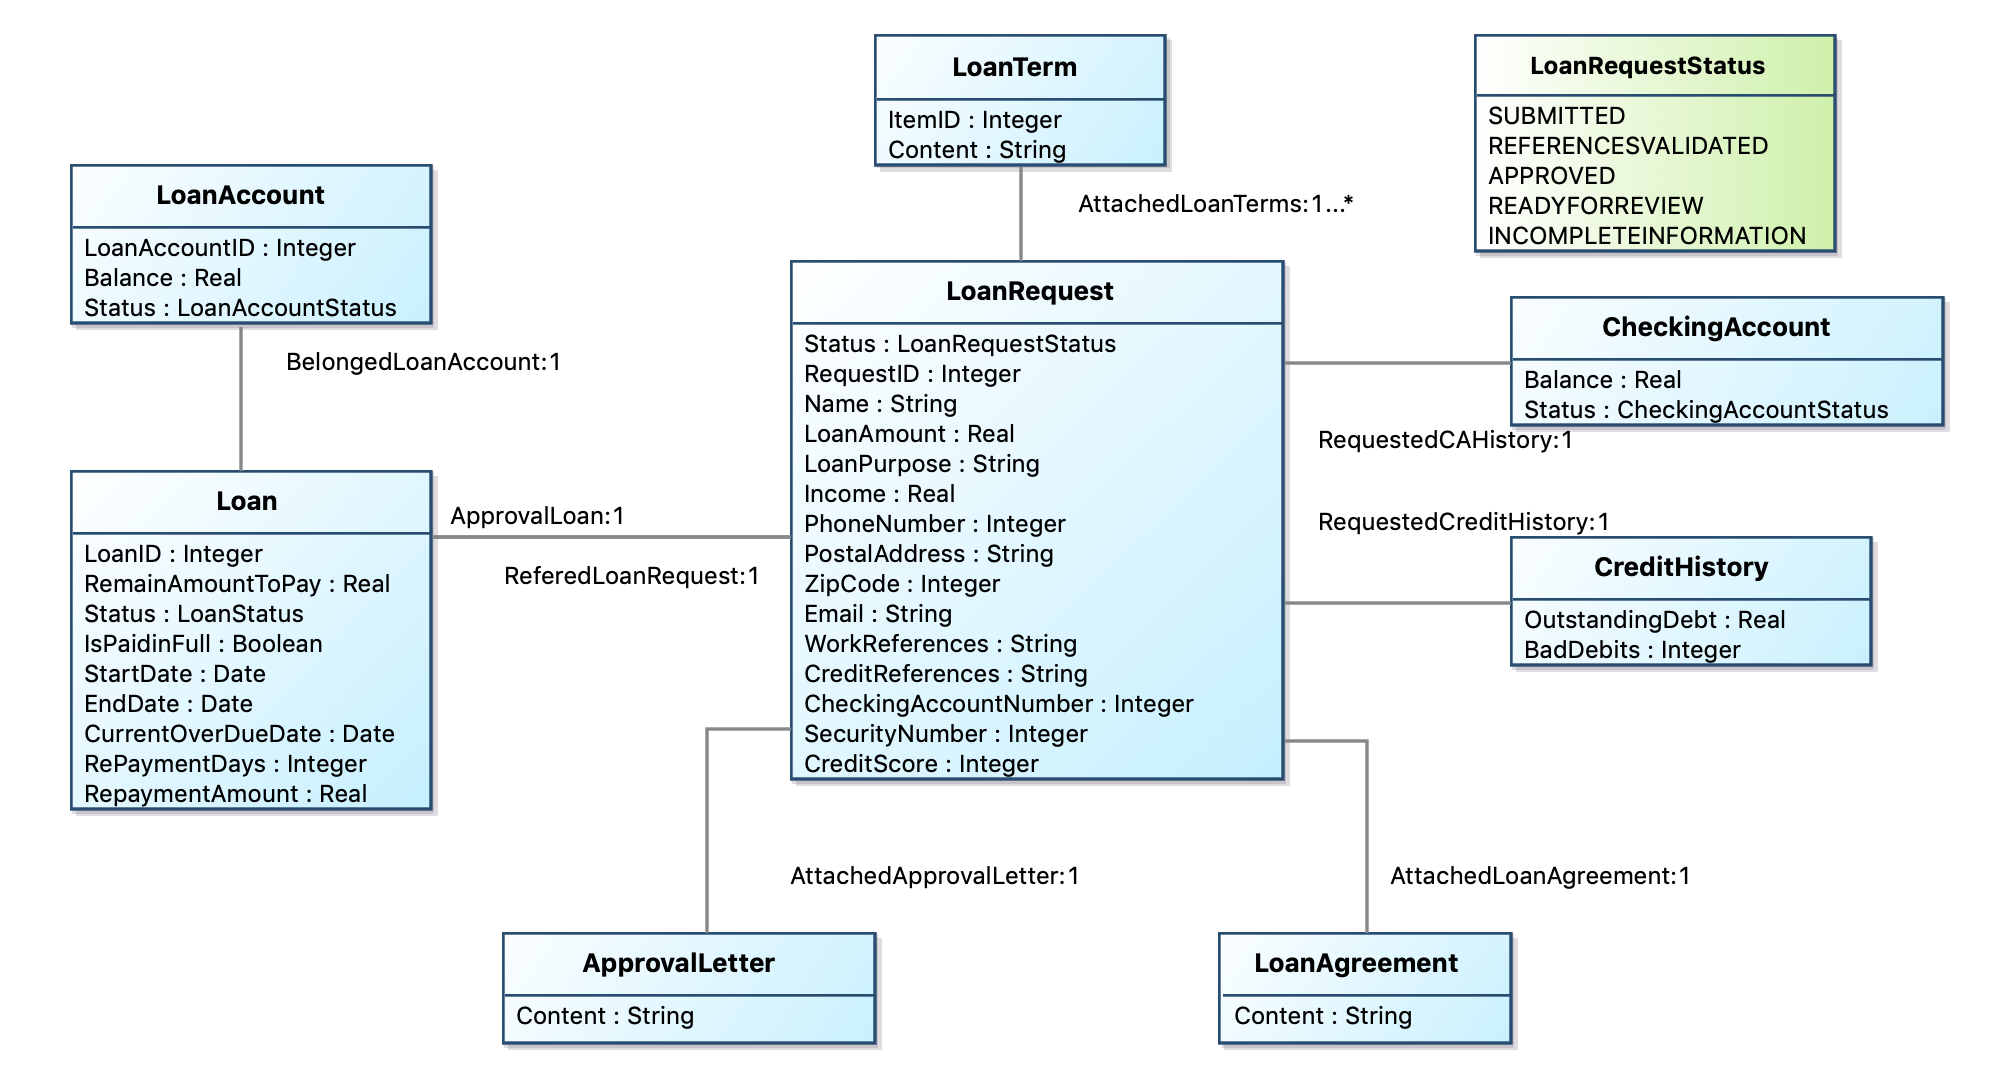 LoanTerm
ItemID : Integer
Content : String
AttachedLoanTerms:1...*
LoanRequestStatus
SUBMITTED
REFERENCESVALIDATED
APPROVED
READYFORREVIEW
INCOMPLETEINFORMATION
LoanAccount
LoanAccountID : Integer
Balance : Real
Status : LoanAccountStatus
BelongedLoanAccount:1
LoanRequest
Status : LoanRequestStatus
RequestID : Integer
Name : String
LoanAmount : Real
LoanPurpose : String
Income : Real
PhoneNumber : Integer
PostalAddress : String
ZipCode : Integer
Email : String
WorkReferences : String
CreditReferences : String
CheckingAccountNumber : Integer
SecurityNumber : Integer
CreditScore : Integer
CheckingAccount
Balance : Real
Status : CheckingAccountStatus
RequestedCAHistory:1
RequestedCreditHistory:1
CreditHistory
OutstandingDebt : Real
BadDebits : Integer
Loan
LoanID : Integer
RemainAmountToPay : Real
Status : LoanStatus
IsPaidinFull : Boolean
StartDate : Date
EndDate : Date
CurrentOverDueDate : Date
RePaymentDays : Integer
RepaymentAmount : Real
ApprovalLoan:1
ReferedLoanRequest:1
AttachedApprovalLetter:1
AttachedLoanAgreement:1
ApprovalLetter
Content : String
LoanAgreement
Content : String